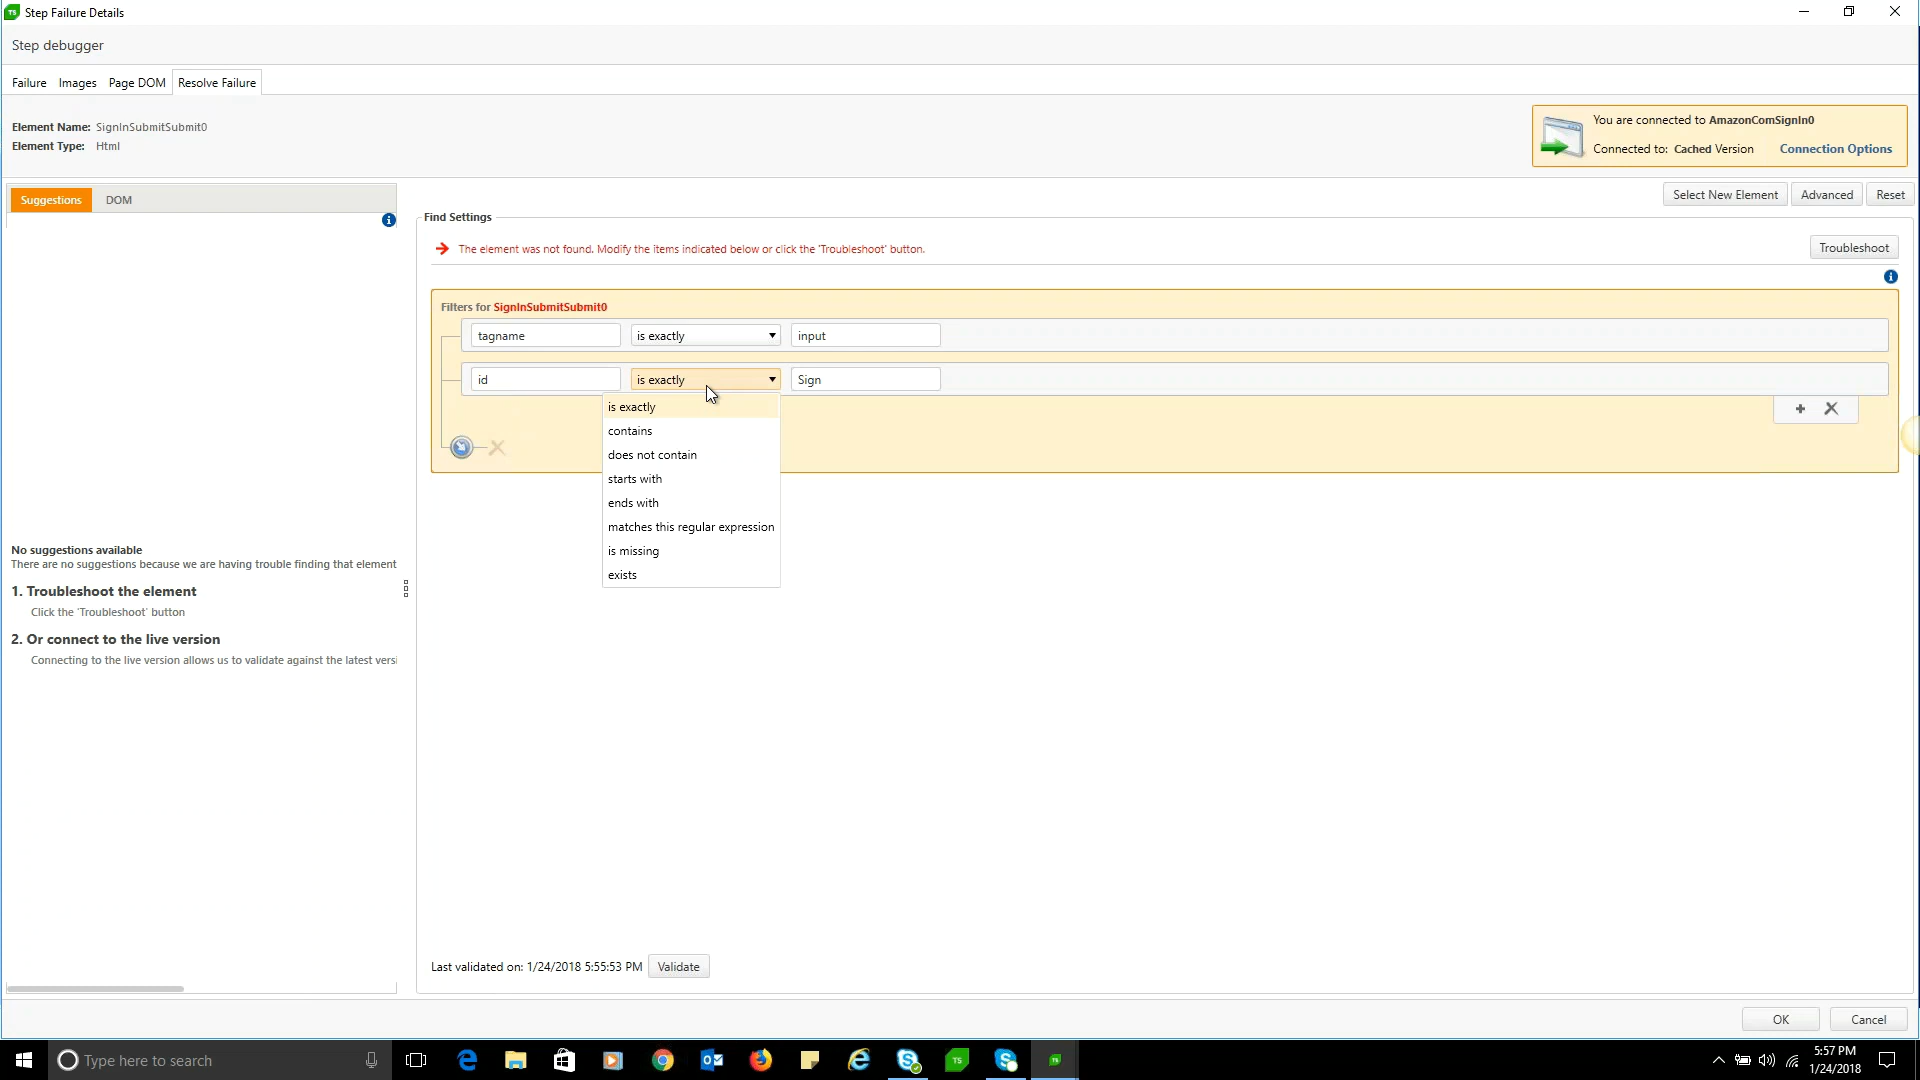 Step Failure Details
Step debugger
Failure Images Page DOM Resolve Failure
Element Name: SignInSubmitSubmit0
Element Type: Html
You are connected to AmazonComSignIn0
Connected to: Cached Version Connection Options
Suggestions DOM
Select New Element Advanced Reset
Find Settings
The element was not found. Modify the items indicated below or click the 'Troubleshoot' button.
Troubleshoot
Filters for SignInSubmitSubmit0
tagname is exactly input
id is exactly Sign
is exactly
contains
does not contain
starts with
ends with
matches this regular expression
is missing
exists
No suggestions available
There are no suggestions because we are having trouble finding that element
1. Troubleshoot the element
Click the 'Troubleshoot' button
2. Or connect to the live version
Connecting to the live version allows us to validate against the latest versi
Last validated on: 1/24/2018 5:55:53 PM Validate
OK Cancel
Type here to search
5:57 PM
1/24/2018